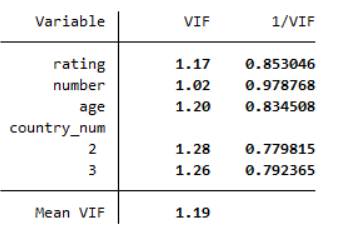 Variable VIF 1/VIF
rating 1.17 0.853046
number 1.02 0.978768
age 1.20 0.834508
country_num
2 1.28 0.779815
3 1.26 0.792365
Mean VIF 1.19